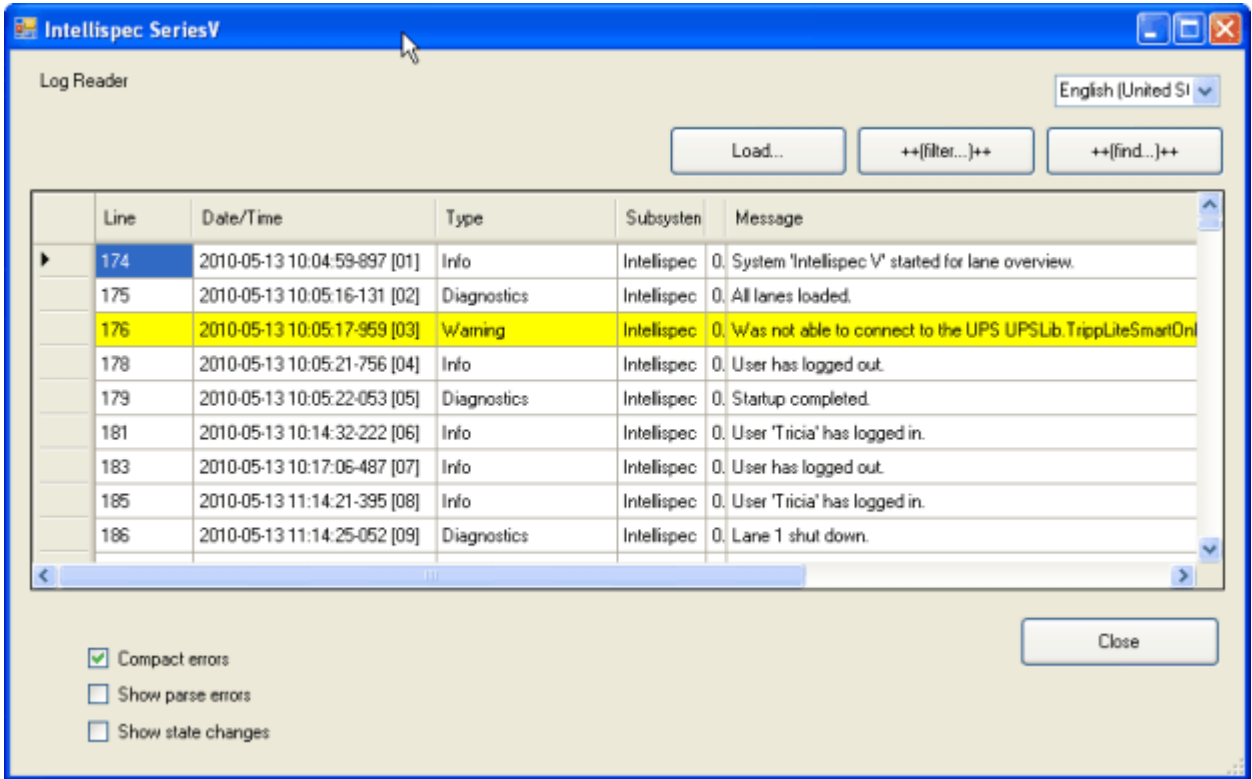 Intellispec SeriesV
Log Reader
English (United St
Load...
++(filter...)++
++(find...)++
Line Date/Time Type Subsysten Message
174 2010-05-13 10:04:59-897 [01] Info Intellispec 0. System 'Intellispec V' started for lane overview.
175 2010-05-13 10:05:16-131 [02] Diagnostics Intellispec 0. All lanes loaded.
176 2010-05-13 10:05:17-959 [03] Warning Intellispec 0. Was not able to connect to the UPS UPSLib.TrippLiteSmartOnl
178 2010-05-13 10:05:21-756 [04] Info Intellispec 0. User has logged out.
179 2010-05-13 10:05:22-053 [05] Diagnostics Intellispec 0. Startup completed.
181 2010-05-13 10:14:32-222 [06] Info Intellispec 0. User 'Tricia' has logged in.
183 2010-05-13 10:17:06-487 [07] Info Intellispec 0. User has logged out.
185 2010-05-13 11:14:21-395 [08] Info Intellispec 0. User 'Tricia' has logged in.
186 2010-05-13 11:14:25-052 [09] Diagnostics Intellispec 0. Lane 1 shut down.
Close
Compact errors
Show parse errors
Show state changes